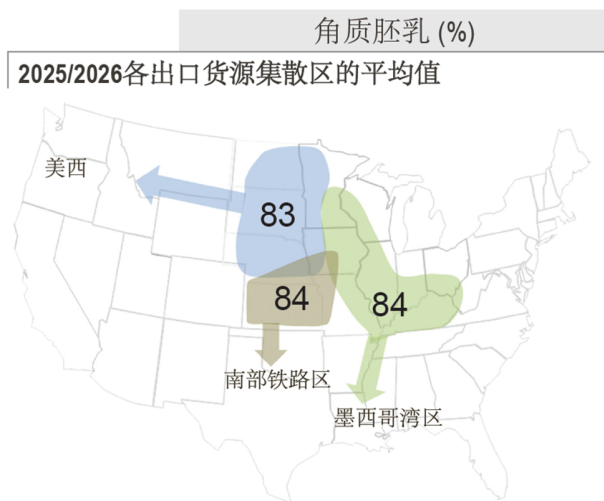 角质胚乳 (%)
2025/2026各出口货源集散区的平均值
美西
83
84
84
南部铁路区
墨西哥湾区